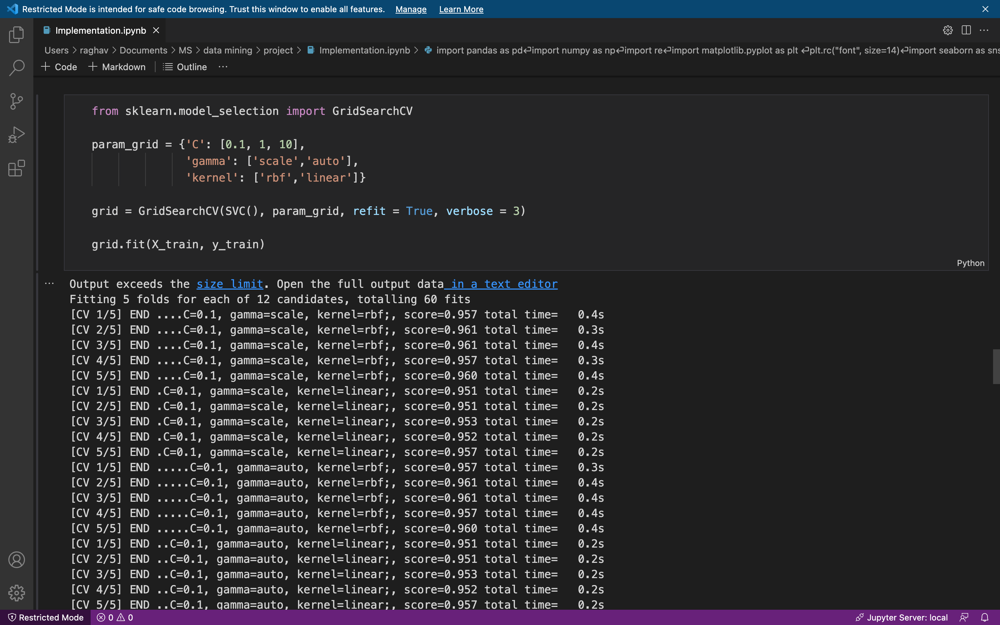 Restricted Mode is intended for safe code browsing. Trust this window to enable all features. Manage Learn More
Implementation.ipynb
Users > raghav > Documents > MS > data mining > project > Implementation.ipynb > import pandas as pd↵import numpy as np↵import re↵import matplotlib.pyplot as plt ↵plt.rc("font", size=14)↵import seaborn as sns
+ Code + Markdown | Outline ...
from sklearn.model_selection import GridSearchCV
param_grid = {'C': [0.1, 1, 10],
'gamma': ['scale','auto'],
'kernel': ['rbf','linear']}
grid = GridSearchCV(SVC(), param_grid, refit = True, verbose = 3)
grid.fit(X_train, y_train)
Python
... Output exceeds the size limit. Open the full output data in a text editor
Fitting 5 folds for each of 12 candidates, totalling 60 fits
[CV 1/5] END ....C=0.1, gamma=scale, kernel=rbf;, score=0.957 total time=   0.4s
[CV 2/5] END ....C=0.1, gamma=scale, kernel=rbf;, score=0.961 total time=   0.3s
[CV 3/5] END ....C=0.1, gamma=scale, kernel=rbf;, score=0.961 total time=   0.4s
[CV 4/5] END ....C=0.1, gamma=scale, kernel=rbf;, score=0.957 total time=   0.3s
[CV 5/5] END ....C=0.1, gamma=scale, kernel=rbf;, score=0.960 total time=   0.4s
[CV 1/5] END .C=0.1, gamma=scale, kernel=linear;, score=0.951 total time=   0.2s
[CV 2/5] END .C=0.1, gamma=scale, kernel=linear;, score=0.951 total time=   0.2s
[CV 3/5] END .C=0.1, gamma=scale, kernel=linear;, score=0.953 total time=   0.2s
[CV 4/5] END .C=0.1, gamma=scale, kernel=linear;, score=0.952 total time=   0.2s
[CV 5/5] END .C=0.1, gamma=scale, kernel=linear;, score=0.957 total time=   0.2s
[CV 1/5] END .....C=0.1, gamma=auto, kernel=rbf;, score=0.957 total time=   0.3s
[CV 2/5] END .....C=0.1, gamma=auto, kernel=rbf;, score=0.961 total time=   0.4s
[CV 3/5] END .....C=0.1, gamma=auto, kernel=rbf;, score=0.961 total time=   0.4s
[CV 4/5] END .....C=0.1, gamma=auto, kernel=rbf;, score=0.957 total time=   0.4s
[CV 5/5] END .....C=0.1, gamma=auto, kernel=rbf;, score=0.960 total time=   0.4s
[CV 1/5] END ..C=0.1, gamma=auto, kernel=linear;, score=0.951 total time=   0.2s
[CV 2/5] END ..C=0.1, gamma=auto, kernel=linear;, score=0.951 total time=   0.2s
[CV 3/5] END ..C=0.1, gamma=auto, kernel=linear;, score=0.953 total time=   0.2s
[CV 4/5] END ..C=0.1, gamma=auto, kernel=linear;, score=0.952 total time=   0.2s
[CV 5/5] END ..C=0.1, gamma=auto, kernel=linear;, score=0.957 total time=   0.2s
Restricted Mode 0 0 Jupyter Server: local